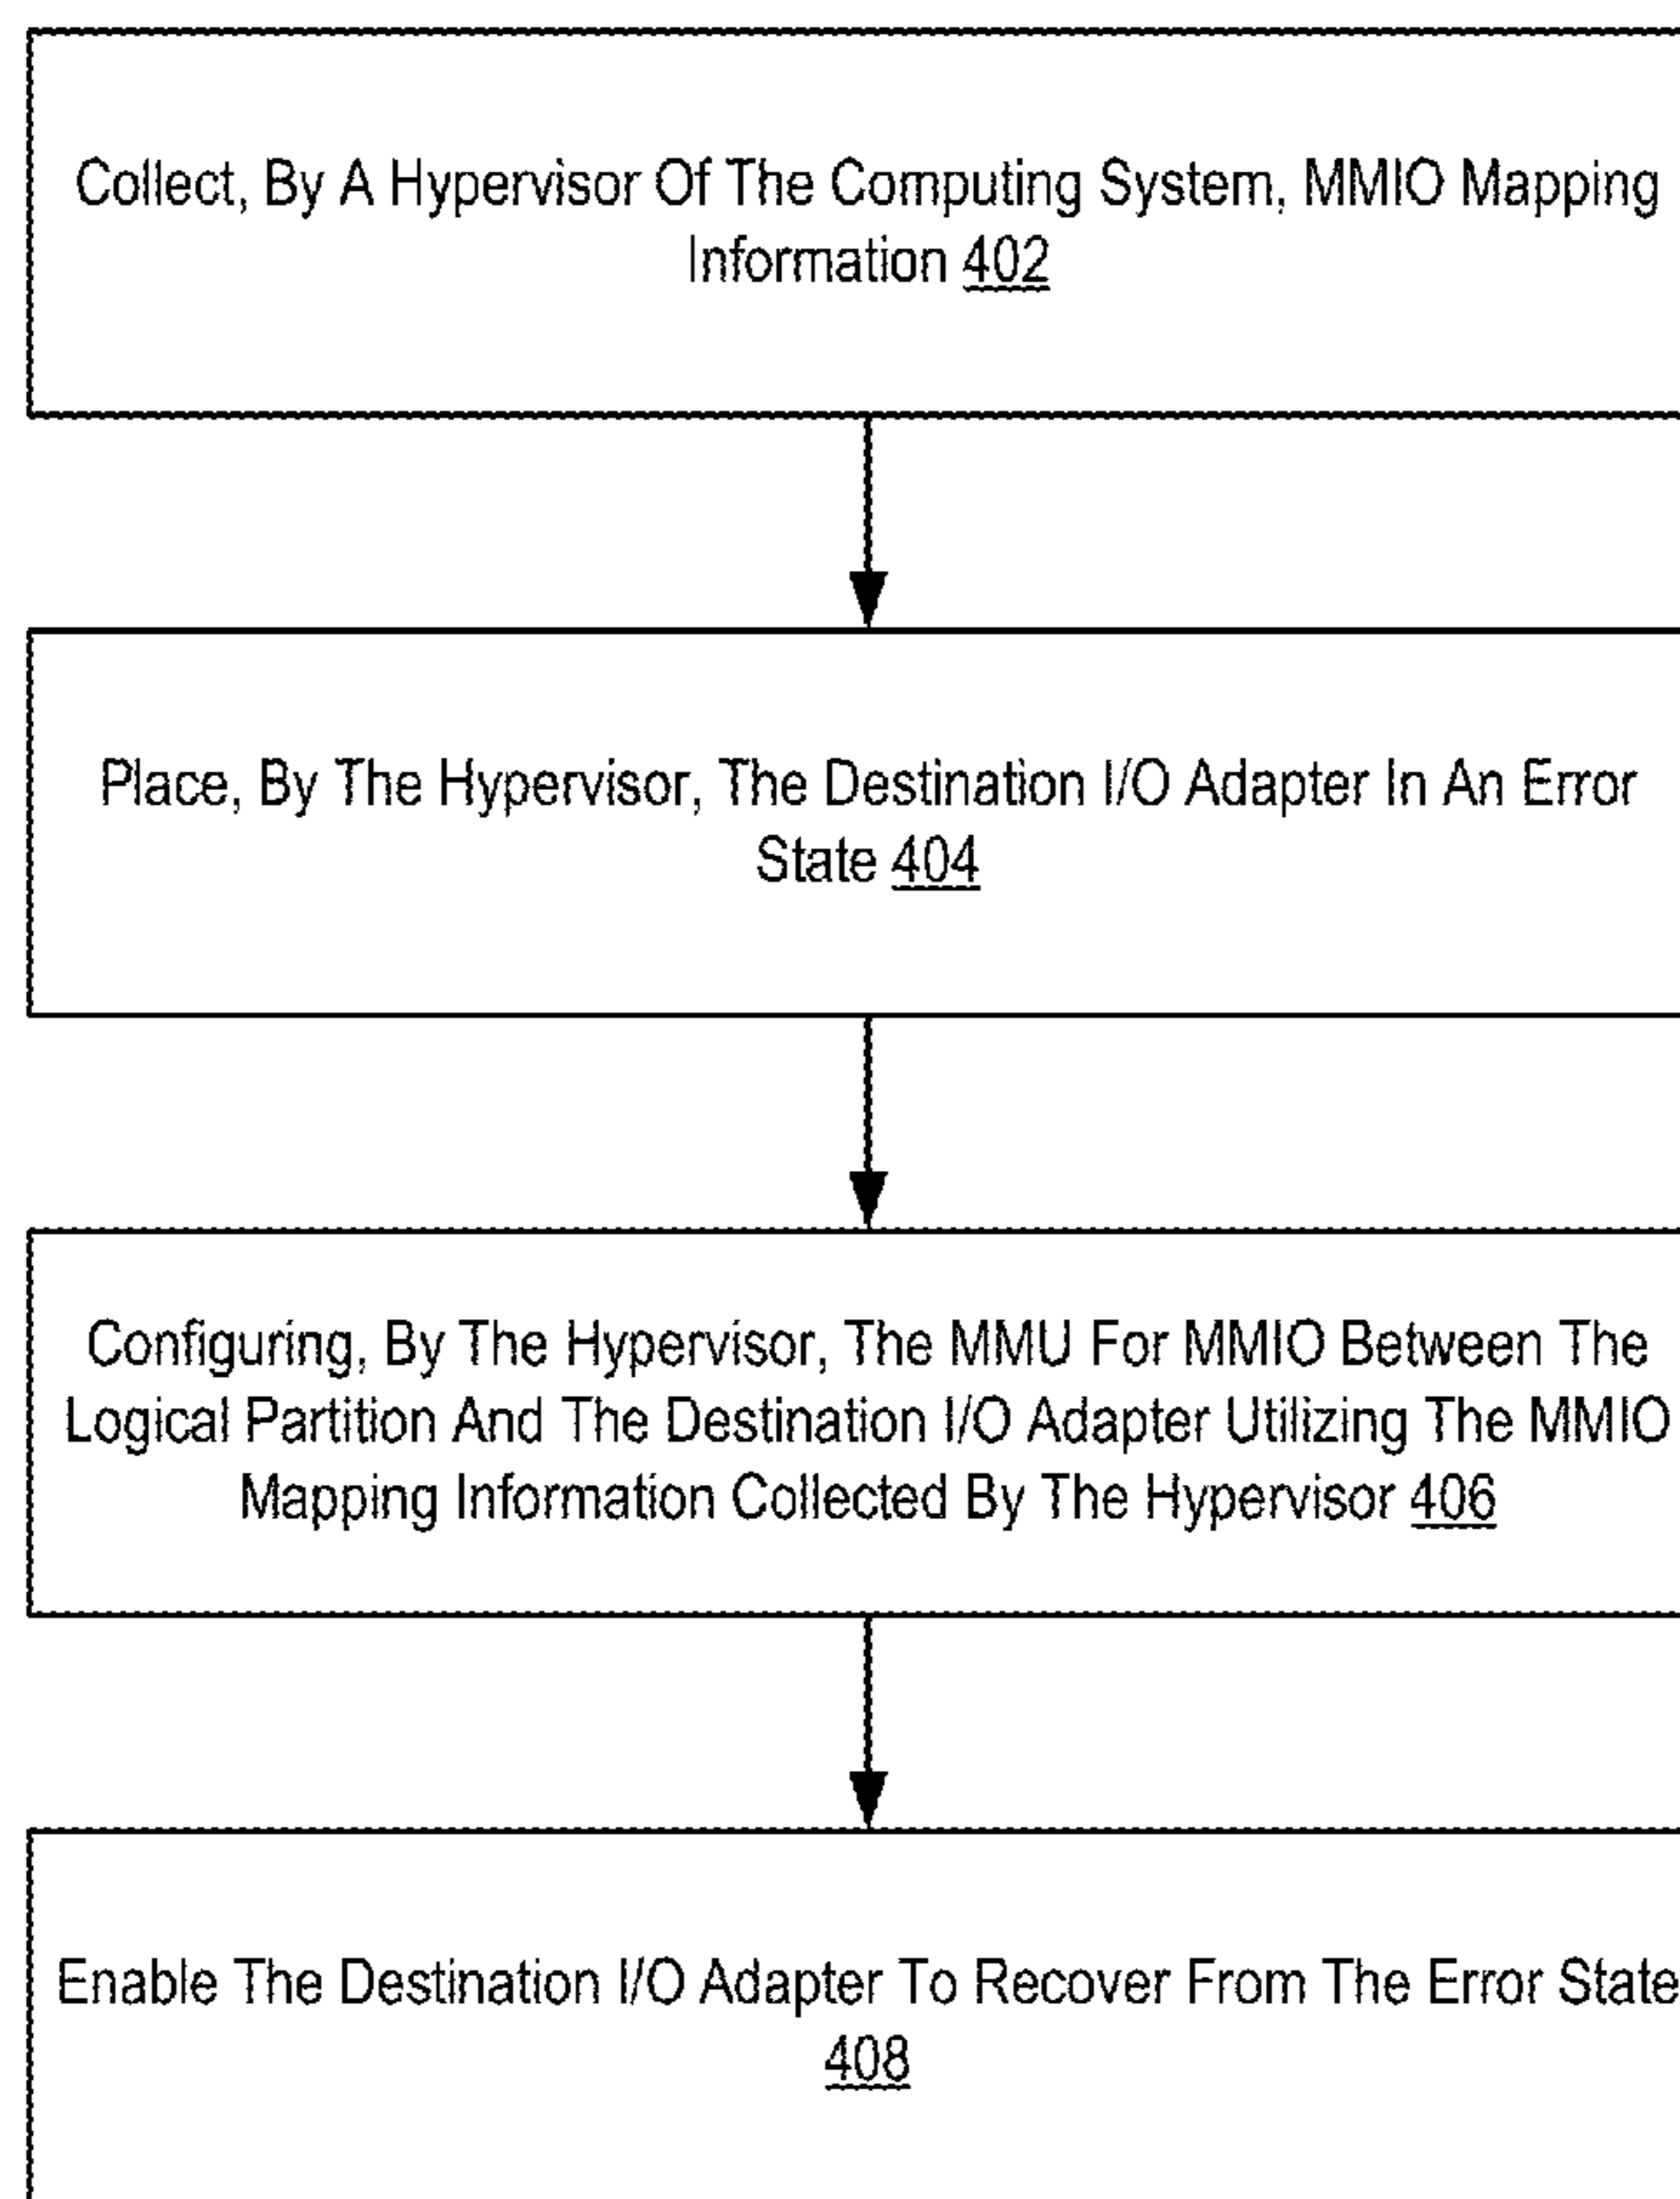 Collect, By A Hypervisor Of The Computing System, MMIO Mapping
Information 402
Place, By The Hypervisor, The Destination I/O Adapter In An Error
State 404
Configuring, By The Hypervisor, The MMU For MMIO Between The
Logical Partition And The Destination I/O Adapter Utilizing The MMIO
Mapping Information Collected By The Hypervisor 406
Enable The Destination I/O Adapter To Recover From The Error State
408